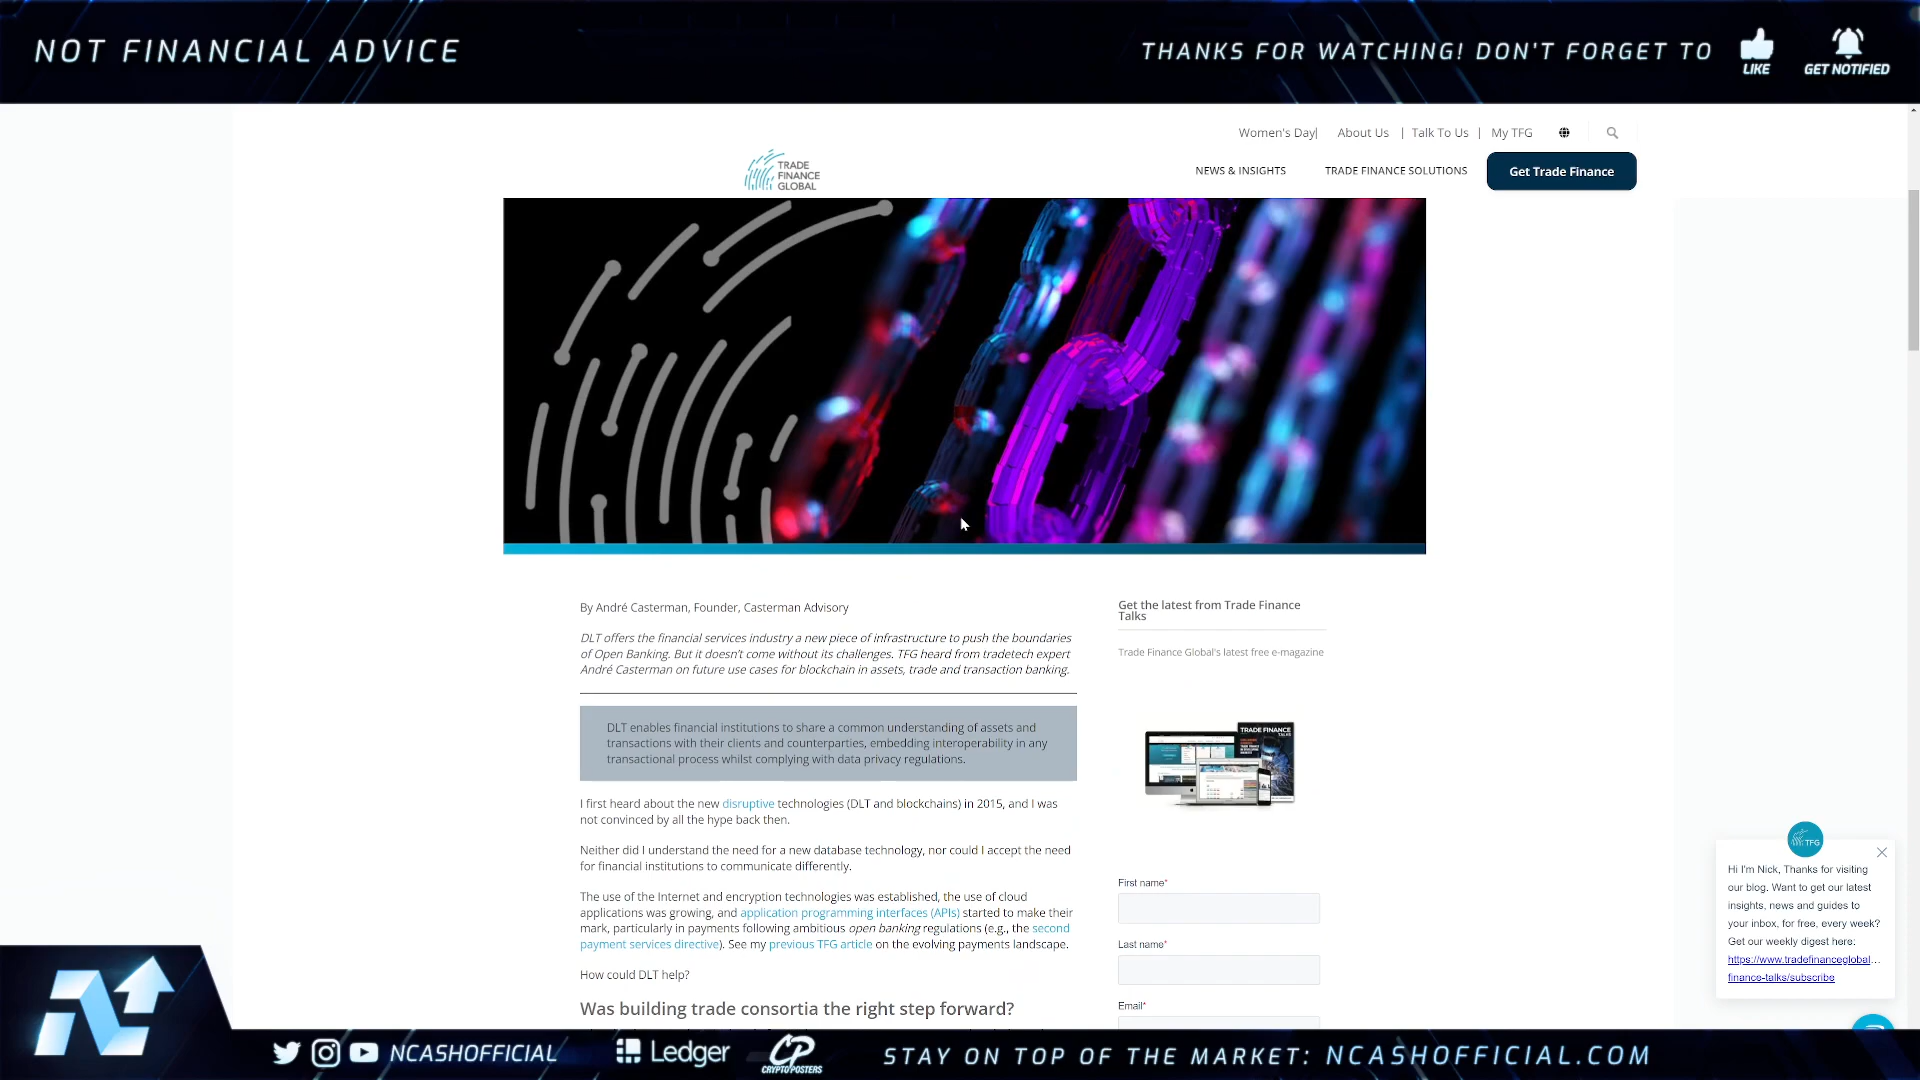 NOT FINANCIAL ADVICE
THANKS FOR WATCHING! DON'T FORGET TO
LIKE
GET NOTIFIED
Women's Day| About Us | Talk To Us | My TFG
TRADE
FINANCE
GLOBAL
NEWS & INSIGHTS TRADE FINANCE SOLUTIONS Get Trade Finance
By André Casterman, Founder, Casterman Advisory
DLT offers the financial services industry a new piece of infrastructure to push the boundaries
of Open Banking. But it doesn't come without its challenges. TFG heard from tradetech expert
André Casterman on future use cases for blockchain in assets, trade and transaction banking.
DLT enables financial institutions to share a common understanding of assets and
transactions with their clients and counterparties, embedding interoperability in any
transactional process whilst complying with data privacy regulations.
I first heard about the new disruptive technologies (DLT and blockchains) in 2015, and I was
not convinced by all the hype back then.
Neither did I understand the need for a new database technology, nor could I accept the need
for financial institutions to communicate differently.
The use of the Internet and encryption technologies was established, the use of cloud
applications was growing, and application programming interfaces (APIs) started to make their
mark, particularly in payments following ambitious open banking regulations (e.g., the second
payment services directive). See my previous TFG article on the evolving payments landscape.
How could DLT help?
Was building trade consortia the right step forward?
Get the latest from Trade Finance
Talks
Trade Finance Global's latest free e-magazine
TRADE FINANCE
TALKS
First name*
Last name*
Email*
TFG
Hi I'm Nick, Thanks for visiting
our blog. Want to get our latest
insights, news and guides to
your inbox, for free, every week?
Get our weekly digest here:
https://www.tradefinanceglobal...
finance-talks/subscribe
NCASHOFFICIAL
Ledger
CP
CRYPTOPOSTERS
STAY ON TOP OF THE MARKET: NCASHOFFICIAL.COM